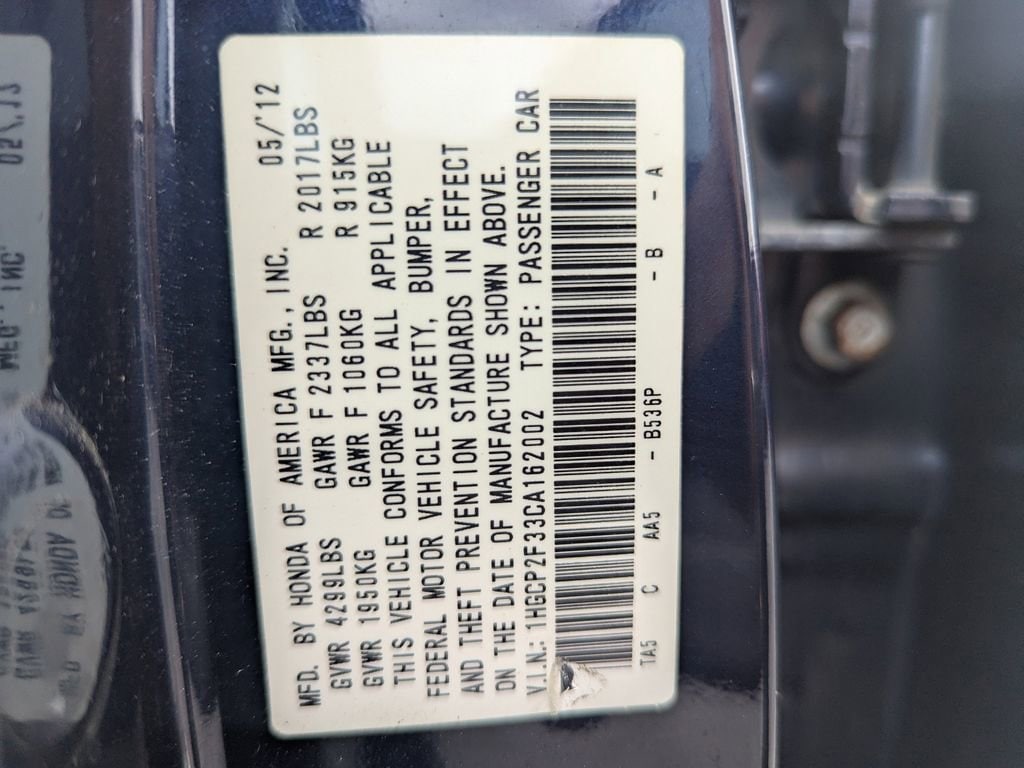 MFD. BY HONDA OF AMERICA MFG., INC. 05/'12
GVWR 4299LBS GAWR F 2337LBS R 2017LBS
GVWR 1950KG GAWR F 1060KG R 915KG
THIS VEHICLE CONFORMS TO ALL APPLICABLE
FEDERAL MOTOR VEHICLE SAFETY, BUMPER,
AND THEFT PREVENTION STANDARDS IN EFFECT
ON THE DATE OF MANUFACTURE SHOWN ABOVE.
V.I.N.: 1HGCP2F33CA162002 TYPE: PASSENGER CAR
TA5 C AA5 - B536P - B - A